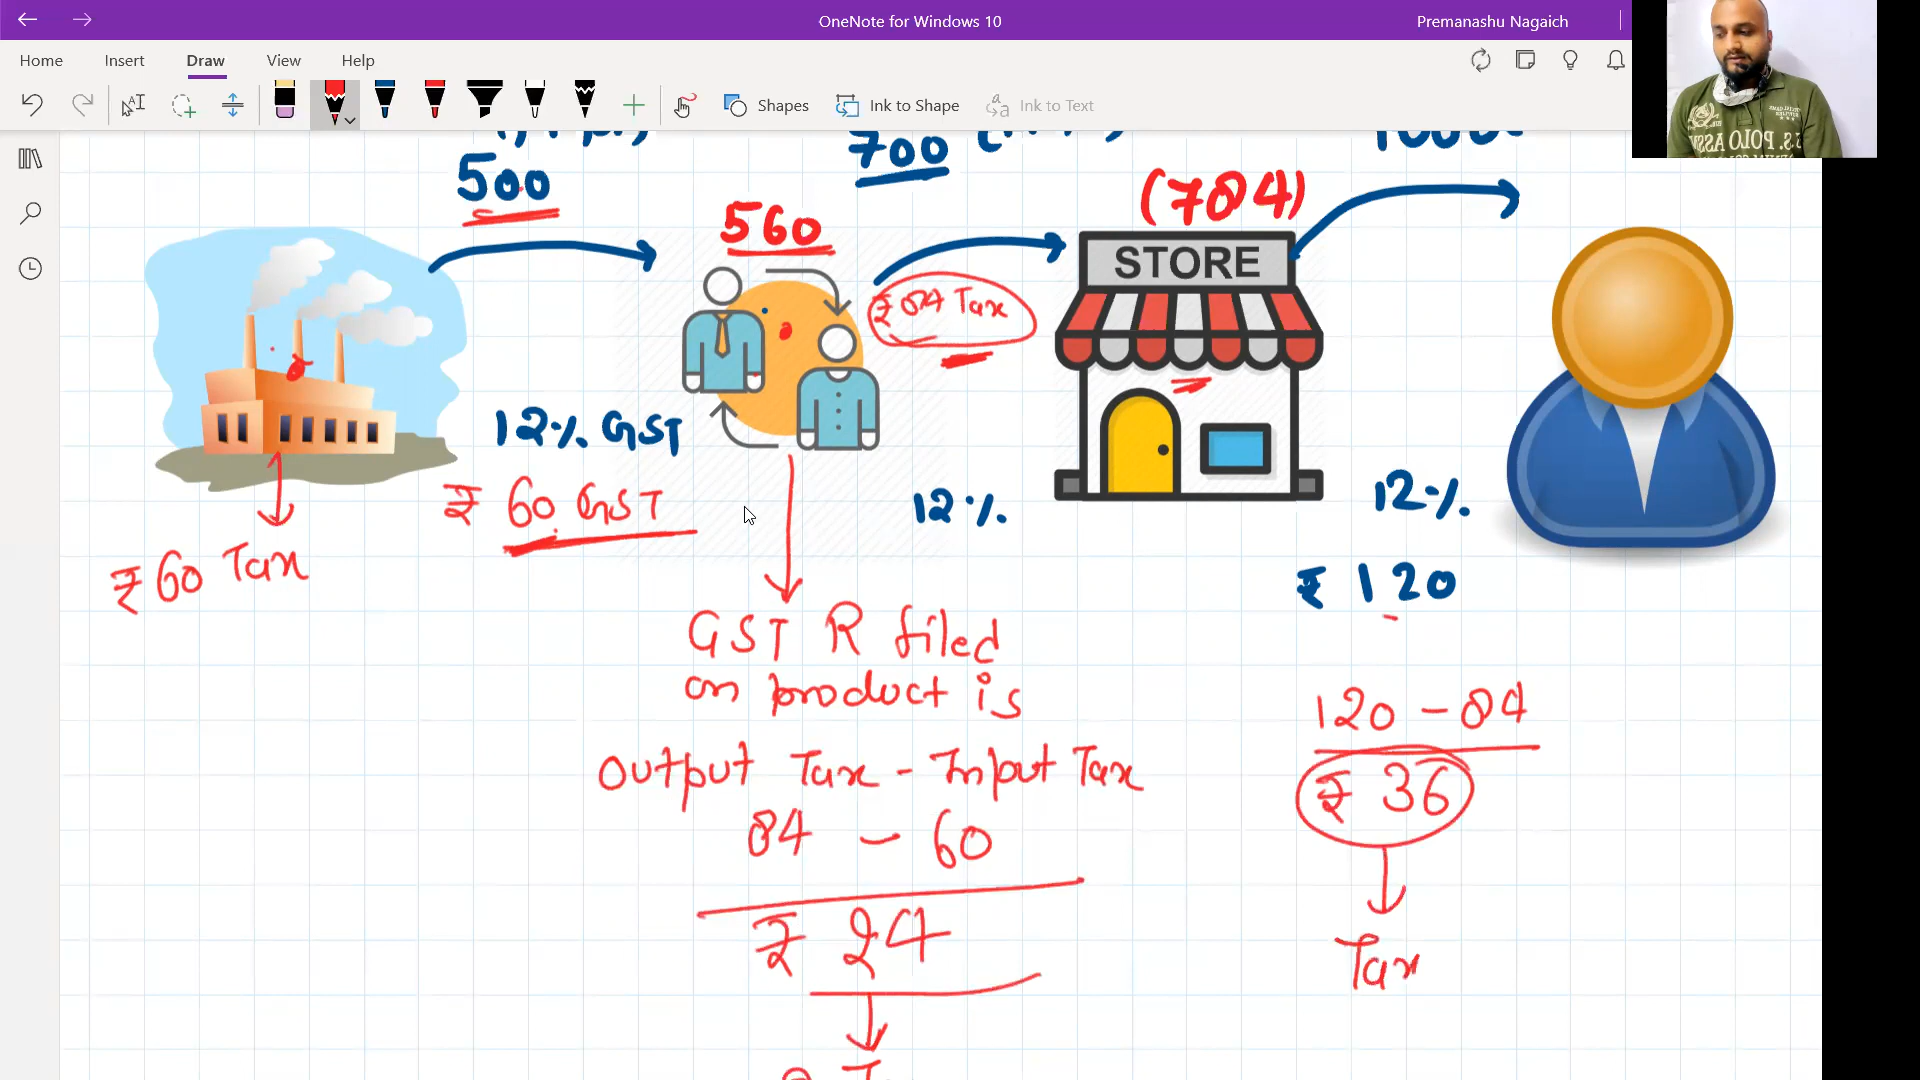 OneNote for Windows 10
Premanashu Nagaich
Home Insert Draw View Help
Shapes Ink to Shape Ink to Text
500
700
(784)
560
STORE
₹ 84 Tax
12% GST
₹ 60 GST
12%
12%
₹ 60 Tax
₹ 120
GST R filed
on product is
Output Tax - Input Tax
84 - 60
₹ 24
120 - 84
₹ 36
Tax